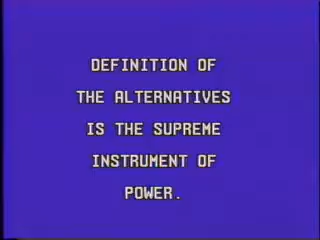 DEFINITION OF
THE ALTERNATIVES
IS THE SUPREME
INSTRUMENT OF
POWER.